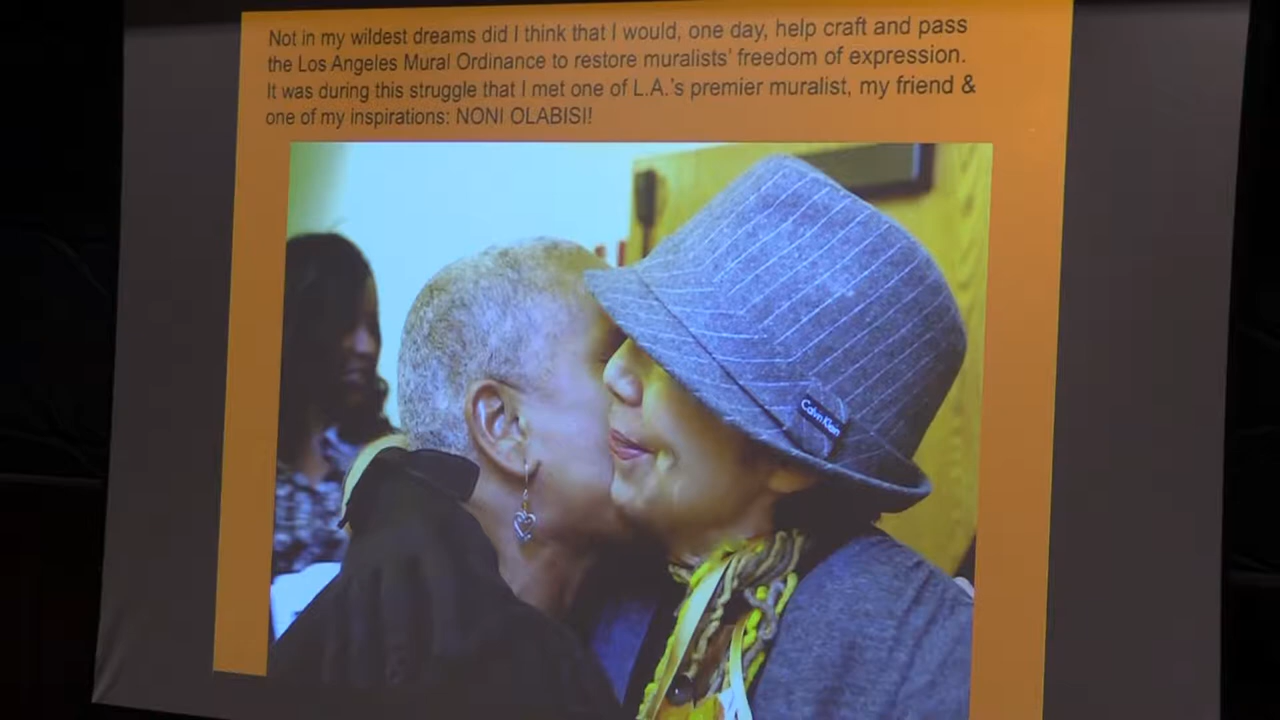 Not in my wildest dreams did I think that I would, one day, help craft and pass
the Los Angeles Mural Ordinance to restore muralists' freedom of expression.
It was during this struggle that I met one of L.A.'s premier muralist, my friend &
one of my inspirations: NONI OLABISI!
Calvin Klein